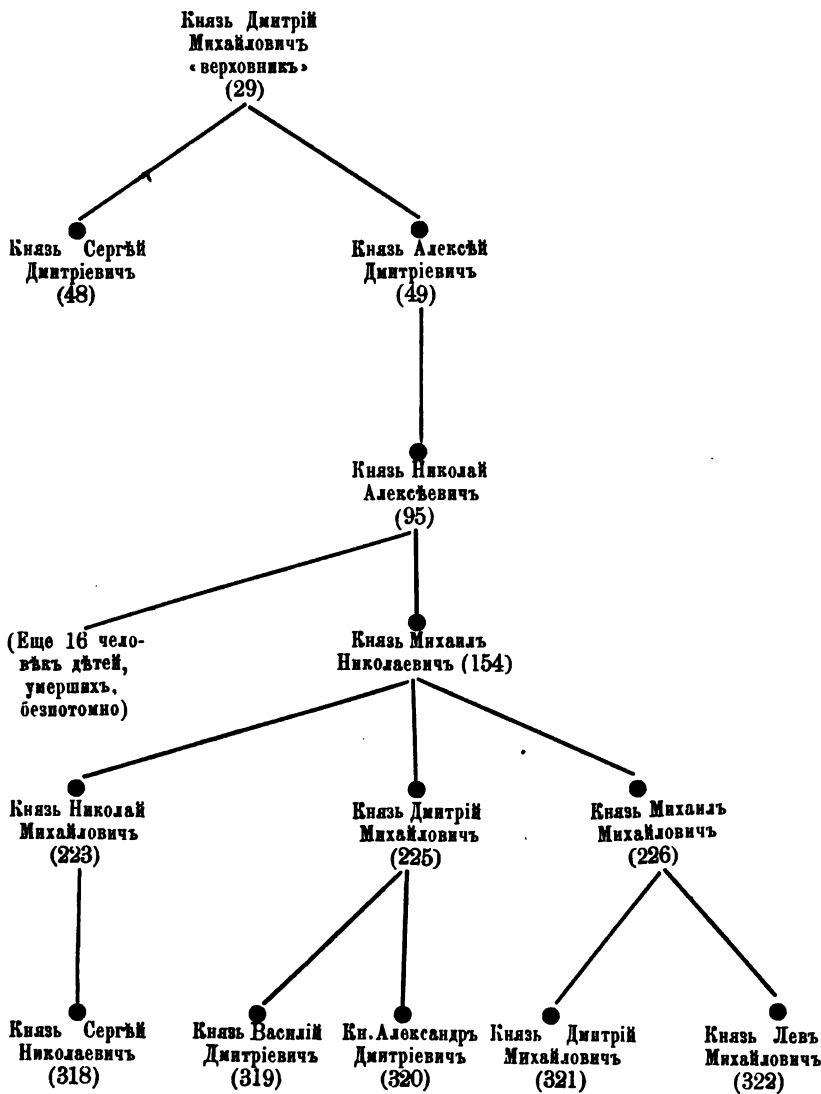 Князь Дмитрій
Михайловичъ
«верховникъ»
(29)
Князь Сергѣй
Дмитріевичъ
(48)
Князь Алексѣй
Дмитріевичъ
(49)
Князь Николай
Алексѣевичъ
(95)
(Еще 16 чело-
вѣкъ дѣтей,
умершихъ,
безпотомно)
Князь Михаилъ
Николаевичъ (154)
Князь Николай
Михайловичъ
(223)
Князь Дмитрій
Михайловичъ
(225)
Князь Михаилъ
Михайловичъ
(226)
Князь Сергѣй
Николаевичъ
(318)
Князь Василій
Дмитріевичъ
(319)
Кн. Александръ
Дмитріевичъ
(320)
Князь Дмитрій
Михайловичъ
(321)
Князь Левъ
Михайловичъ
(322)